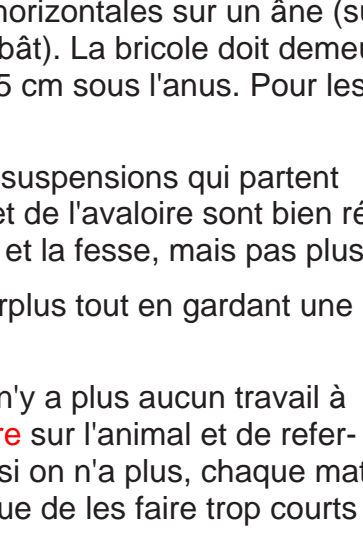 horizontales sur un âne (su
bât). La bricole doit demeu
5 cm sous l'anus. Pour les
suspensions qui partent
et de l'avaloire sont bien ré
et la fesse, mais pas plus
rplus tout en gardant une
n'y a plus aucun travail à
re sur l'animal et de refer-
si on n'a plus, chaque mat
ue de les faire trop courts